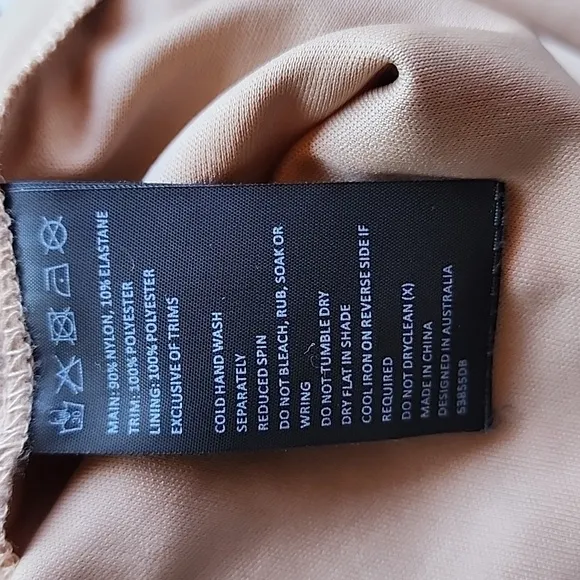 MAIN: 90% NYLON, 10% ELASTANE
TRIM: 100% POLYESTER
LINING: 100% POLYESTER
EXCLUSIVE OF TRIMS
COLD HAND WASH
SEPARATELY
REDUCED SPIN
DO NOT BLEACH, RUB, SOAK OR
WRING
DO NOT TUMBLE DRY
DRY FLAT IN SHADE
COOL IRON ON REVERSE SIDE IF
REQUIRED
DO NOT DRYCLEAN (X)
MADE IN CHINA
DESIGNED IN AUSTRALIA
53855DB